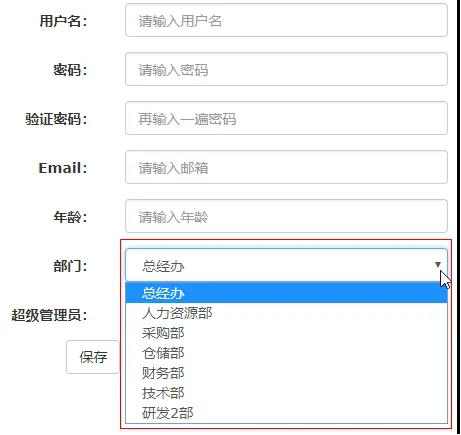 用户名： 请输入用户名
密码： 请输入密码
验证密码： 再输入一遍密码
Email： 请输入邮箱
年龄： 请输入年龄
部门： 总经办
总经办
超级管理员： 人力资源部
采购部
保存 仓储部
财务部
技术部
研发2部